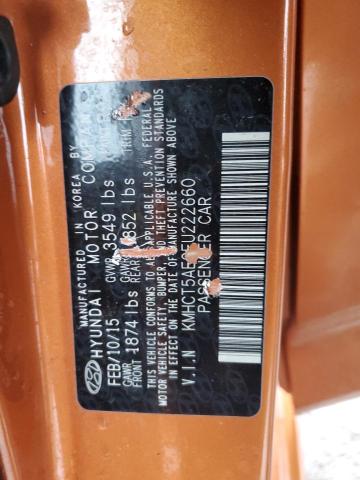 MANUFACTURED IN KOREA BY
HYUNDAI MOTOR COMPANY
FEB/10/15 GVWR 3549 lbs
GAWR FRONT 1874 lbs GAWR REAR 1852 lbs
THIS VEHICLE CONFORMS TO ALL APPLICABLE U.S.A. FEDERAL
MOTOR VEHICLE SAFETY, BUMPER, AND THEFT PREVENTION STANDARDS
IN EFFECT ON THE DATE OF MANUFACTURE SHOWN ABOVE
V.I.N
PASSENGER CAR
TRIM